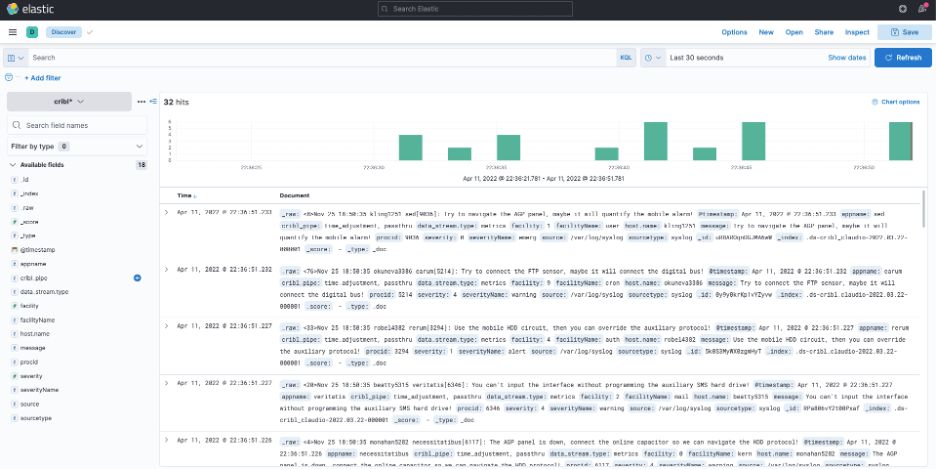 elastic
Search Elastic
D Discover
Options New Open Share Inspect Save
Search KQL Last 30 seconds Show dates Refresh
+ Add filter
cribl*
32 hits
Chart options
Search field names
Filter by type 0
Available fields 18
_id
_index
_raw
_score
_type
@timestamp
appname
cribl_pipe
data_stream.type
facility
facilityName
host.name
message
procid
severity
severityName
source
sourcetype
6
5
4
3
2
1
0
22:36:25 22:36:30 22:36:35 22:36:40 22:36:45 22:36:50
Apr 11, 2022 @ 22:36:21.781 - Apr 11, 2022 @ 22:36:51.781
Time Document
Apr 11, 2022 @ 22:36:51.233
_raw: <8>Nov 25 18:50:35 kling1251 sed[9036]: Try to navigate the AGP panel, maybe it will quantify the mobile alarm! @timestamp: Apr 11, 2022 @ 22:36:51.233 appname: sed
cribl_pipe: time_adjustment, passthru data_stream.type: metrics facility: 1 facilityName: user host.name: kling1251 message: Try to navigate the AGP panel, maybe it will
quantify the mobile alarm! procid: 9036 severity: 0 severityName: emerg source: /var/log/syslog sourcetype: syslog _id: _index: .ds-cribl_claudio-2022.03.22-
000001 _score: - _type: _doc
Apr 11, 2022 @ 22:36:51.232
_raw: <76>Nov 25 18:50:35 okuneva3386 earum[5214]: Try to connect the FTP sensor, maybe it will connect the digital bus! @timestamp: Apr 11, 2022 @ 22:36:51.232 appname: earum
cribl_pipe: time_adjustment, passthru data_stream.type: metrics facility: 9 facilityName: cron host.name: okuneva3386 message: Try to connect the FTP sensor, maybe it will
connect the digital bus! procid: 5214 severity: 4 severityName: warning source: /var/log/syslog sourcetype: syslog _id: _index: .ds-cribl_claudio-2022.03.22-
000001 _score: - _type: _doc
Apr 11, 2022 @ 22:36:51.227
_raw: <33>Nov 25 18:50:35 robel4382 rerum[3294]: Use the mobile HDD circuit, then you can override the auxiliary protocol! @timestamp: Apr 11, 2022 @ 22:36:51.227 appname: rerum
cribl_pipe: time_adjustment, passthru data_stream.type: metrics facility: 4 facilityName: auth host.name: robel4382 message: Use the mobile HDD circuit, then you can override
the auxiliary protocol! procid: 3294 severity: 1 severityName: alert source: /var/log/syslog sourcetype: syslog _id: _index: .ds-cribl_claudio-2022.03.22-
000001 _score: - _type: _doc
Apr 11, 2022 @ 22:36:51.227
_raw: <20>Nov 25 18:50:35 beatty5315 veritatis[6346]: You can't input the interface without programming the auxiliary SMS hard drive! @timestamp: Apr 11, 2022 @ 22:36:51.227
appname: veritatis cribl_pipe: time_adjustment, passthru data_stream.type: metrics facility: 2 facilityName: mail host.name: beatty5315 message: You can't input the interface
without programming the auxiliary SMS hard drive! procid: 6346 severity: 4 severityName: warning source: /var/log/syslog sourcetype: syslog _id: _index: .ds-
cribl_claudio-2022.03.22-000001 _score: - _type: _doc
Apr 11, 2022 @ 22:36:51.226
_raw: <4>Nov 25 18:50:35 monahan5202 necessitatibus[6117]: The AGP panel is down, connect the online capacitor so we can navigate the HDD protocol! @timestamp: Apr 11, 2022 @
22:36:51.226 appname: necessitatibus cribl_pipe: time_adjustment, passthru data_stream.type: metrics facility: 0 facilityName: kern host.name: monahan5202 message: The AGP
panel is down, connect the online capacitor so we can navigate the HDD protocol! procid: 6117 severity: 4 severityName: warning source: /var/log/syslog sourcetype: syslog